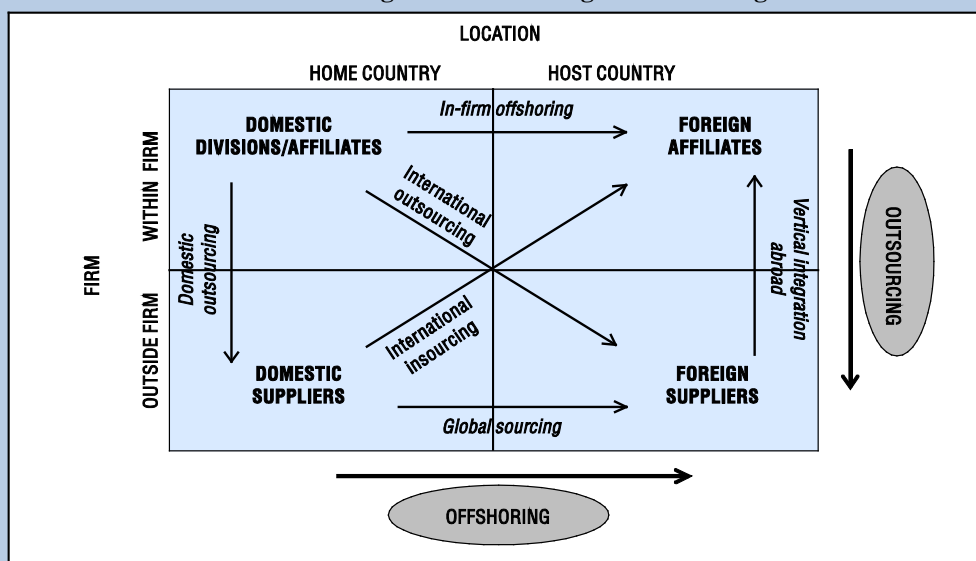 LOCATION
HOME COUNTRY
HOST COUNTRY
In-firm offshoring
DOMESTIC
DIVISIONS/AFFILIATES
FOREIGN
AFFILIATES
WITHIN FIRM
International
outsourcing
Domestic
outsourcing
Vertical integration
abroad
OUTSOURCING
FIRM
International
insourcing
OUTSIDE FIRM
DOMESTIC
SUPPLIERS
FOREIGN
SUPPLIERS
Global sourcing
OFFSHORING